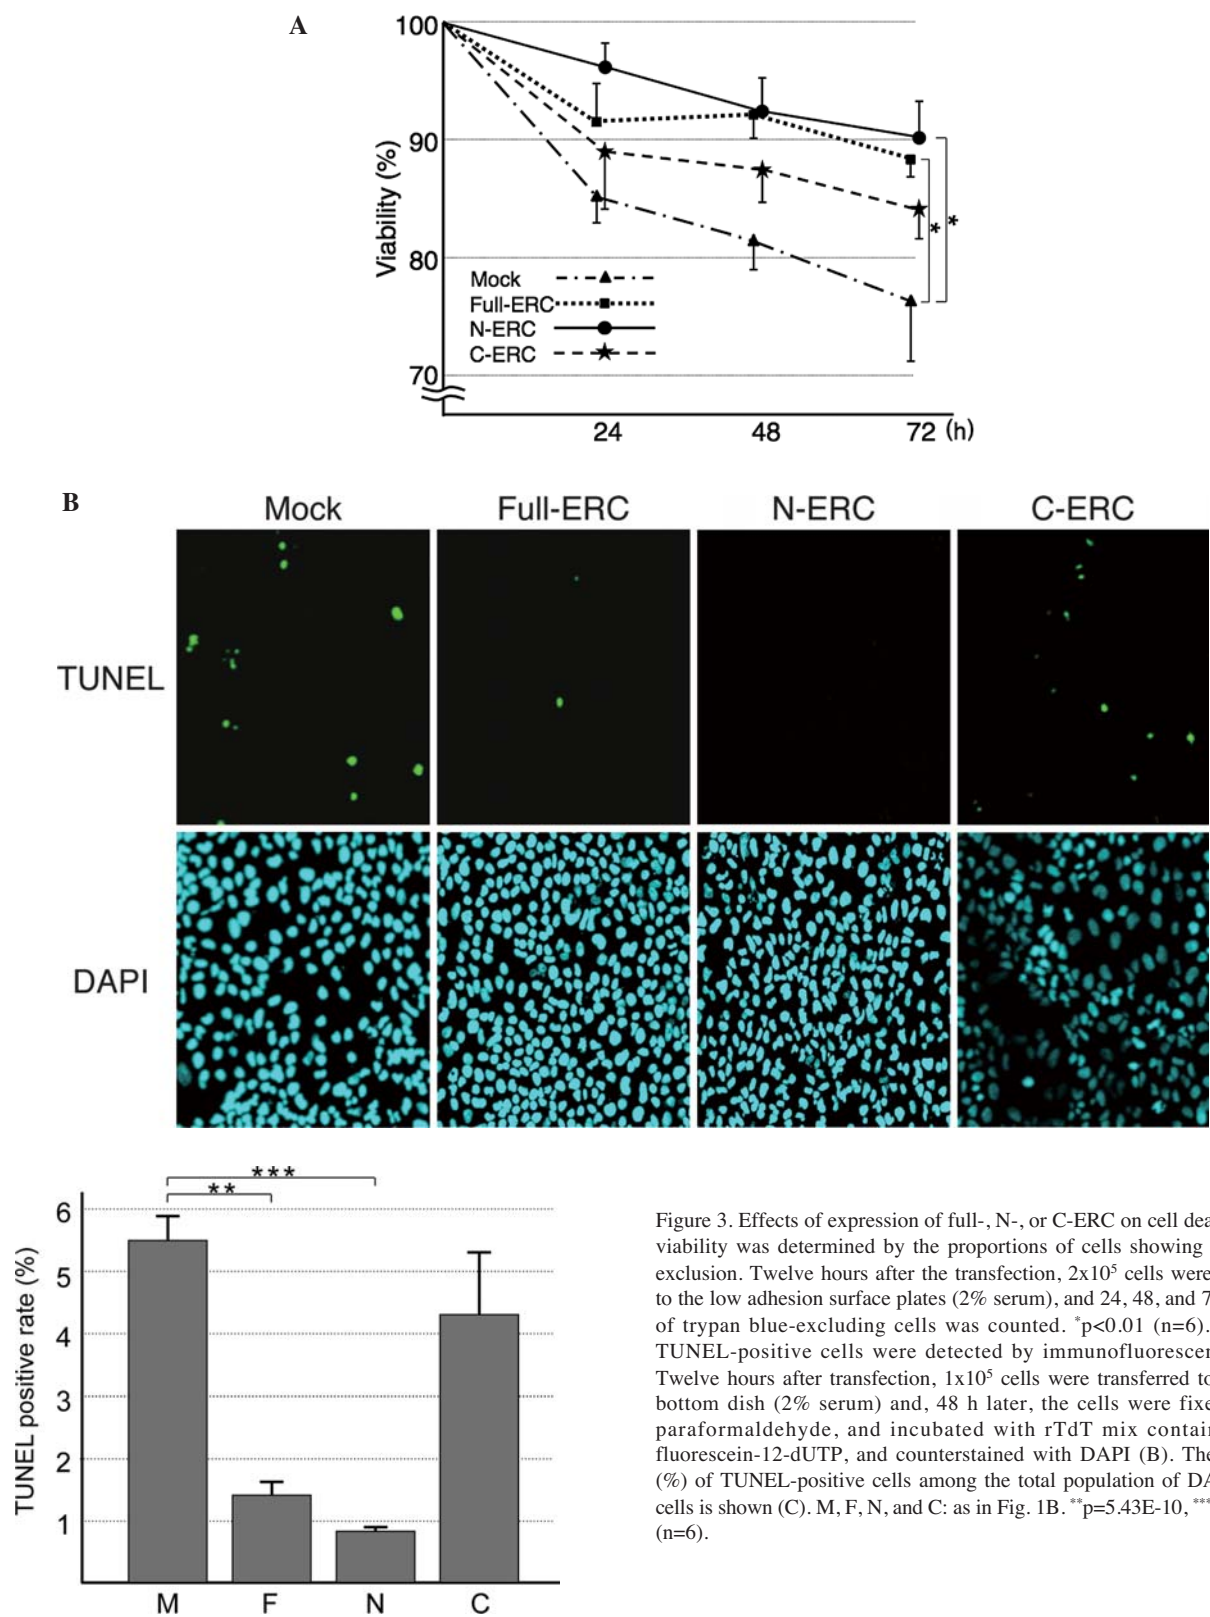 A
100
90
80
70
Viability (%)
Mock
Full-ERC
N-ERC
C-ERC
*
*
24 48 72 (h)
B
Mock Full-ERC N-ERC C-ERC
TUNEL
DAPI
***
**
6
5
4
3
2
1
TUNEL positive rate (%)
M F N C
Figure 3. Effects of expression of full-, N-, or C-ERC on cell dea
viability was determined by the proportions of cells showing
exclusion. Twelve hours after the transfection, 2x10⁵ cells were
to the low adhesion surface plates (2% serum), and 24, 48, and 7
of trypan blue-excluding cells was counted. *p<0.01 (n=6).
TUNEL-positive cells were detected by immunofluorescen
Twelve hours after transfection, 1x10⁵ cells were transferred to
bottom dish (2% serum) and, 48 h later, the cells were fixe
paraformaldehyde, and incubated with rTdT mix contain
fluorescein-12-dUTP, and counterstained with DAPI (B). The
(%) of TUNEL-positive cells among the total population of DA
cells is shown (C). M, F, N, and C: as in Fig. 1B. **p=5.43E-10, ***
(n=6).